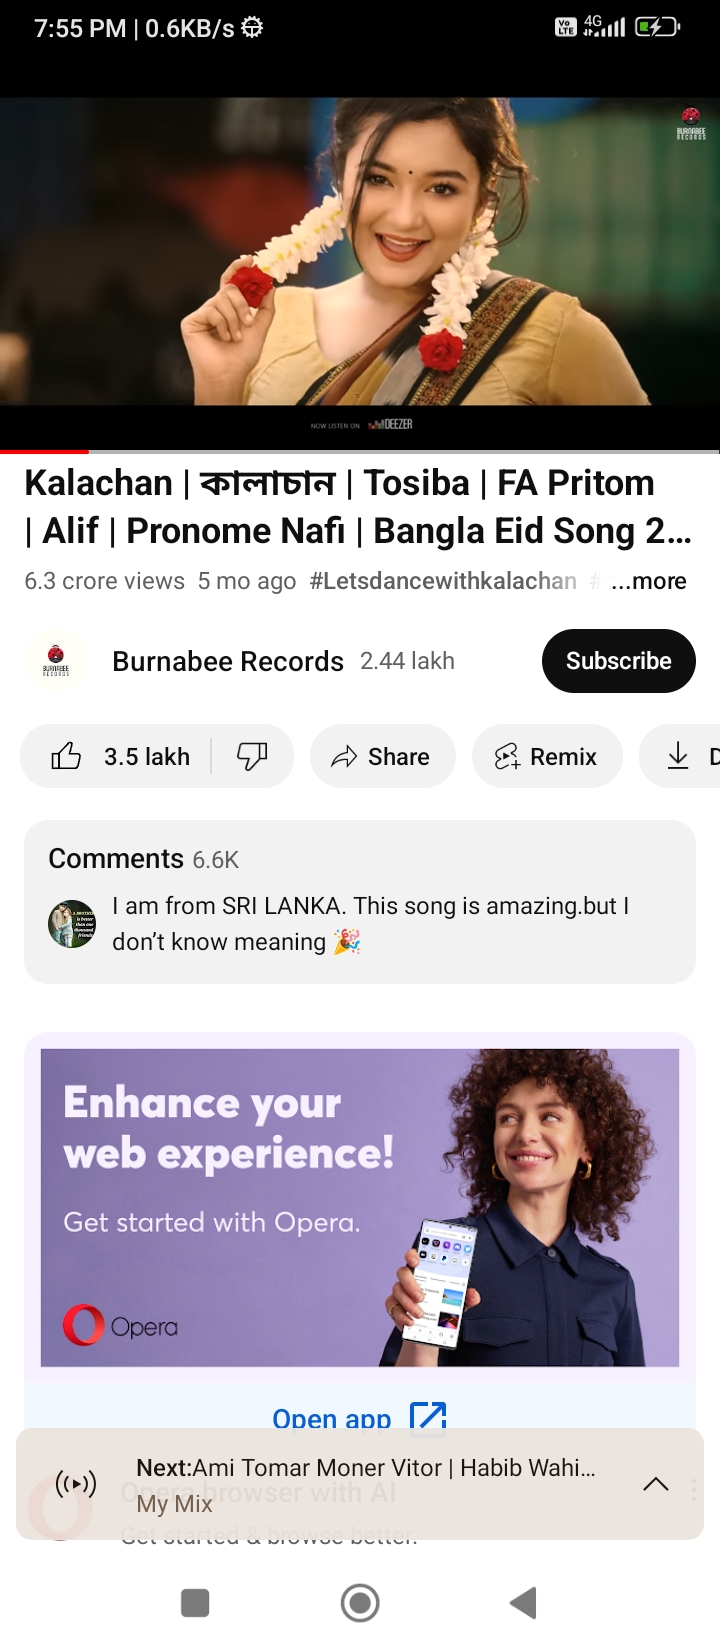 7:55 PM | 0.6KB/s
Vo LTE 4G
BURNABEE RECORDS
NOW LISTEN ON DEEZER
Kalachan | কালাচান | Tosiba | FA Pritom
| Alif | Pronome Nafi | Bangla Eid Song 2...
6.3 crore views 5 mo ago #Letsdancewithkalachan # ...more
BURNABEE RECORDS
Burnabee Records 2.44 lakh Subscribe
3.5 lakh Share Remix D
Comments 6.6K
I am from SRI LANKA. This song is amazing.but I
don't know meaning 🎉
Enhance your
web experience!
Get started with Opera.
Opera
Open app
Next:Ami Tomar Moner Vitor | Habib Wahi...
Opera browser with AI
My Mix
Get started & browse better.